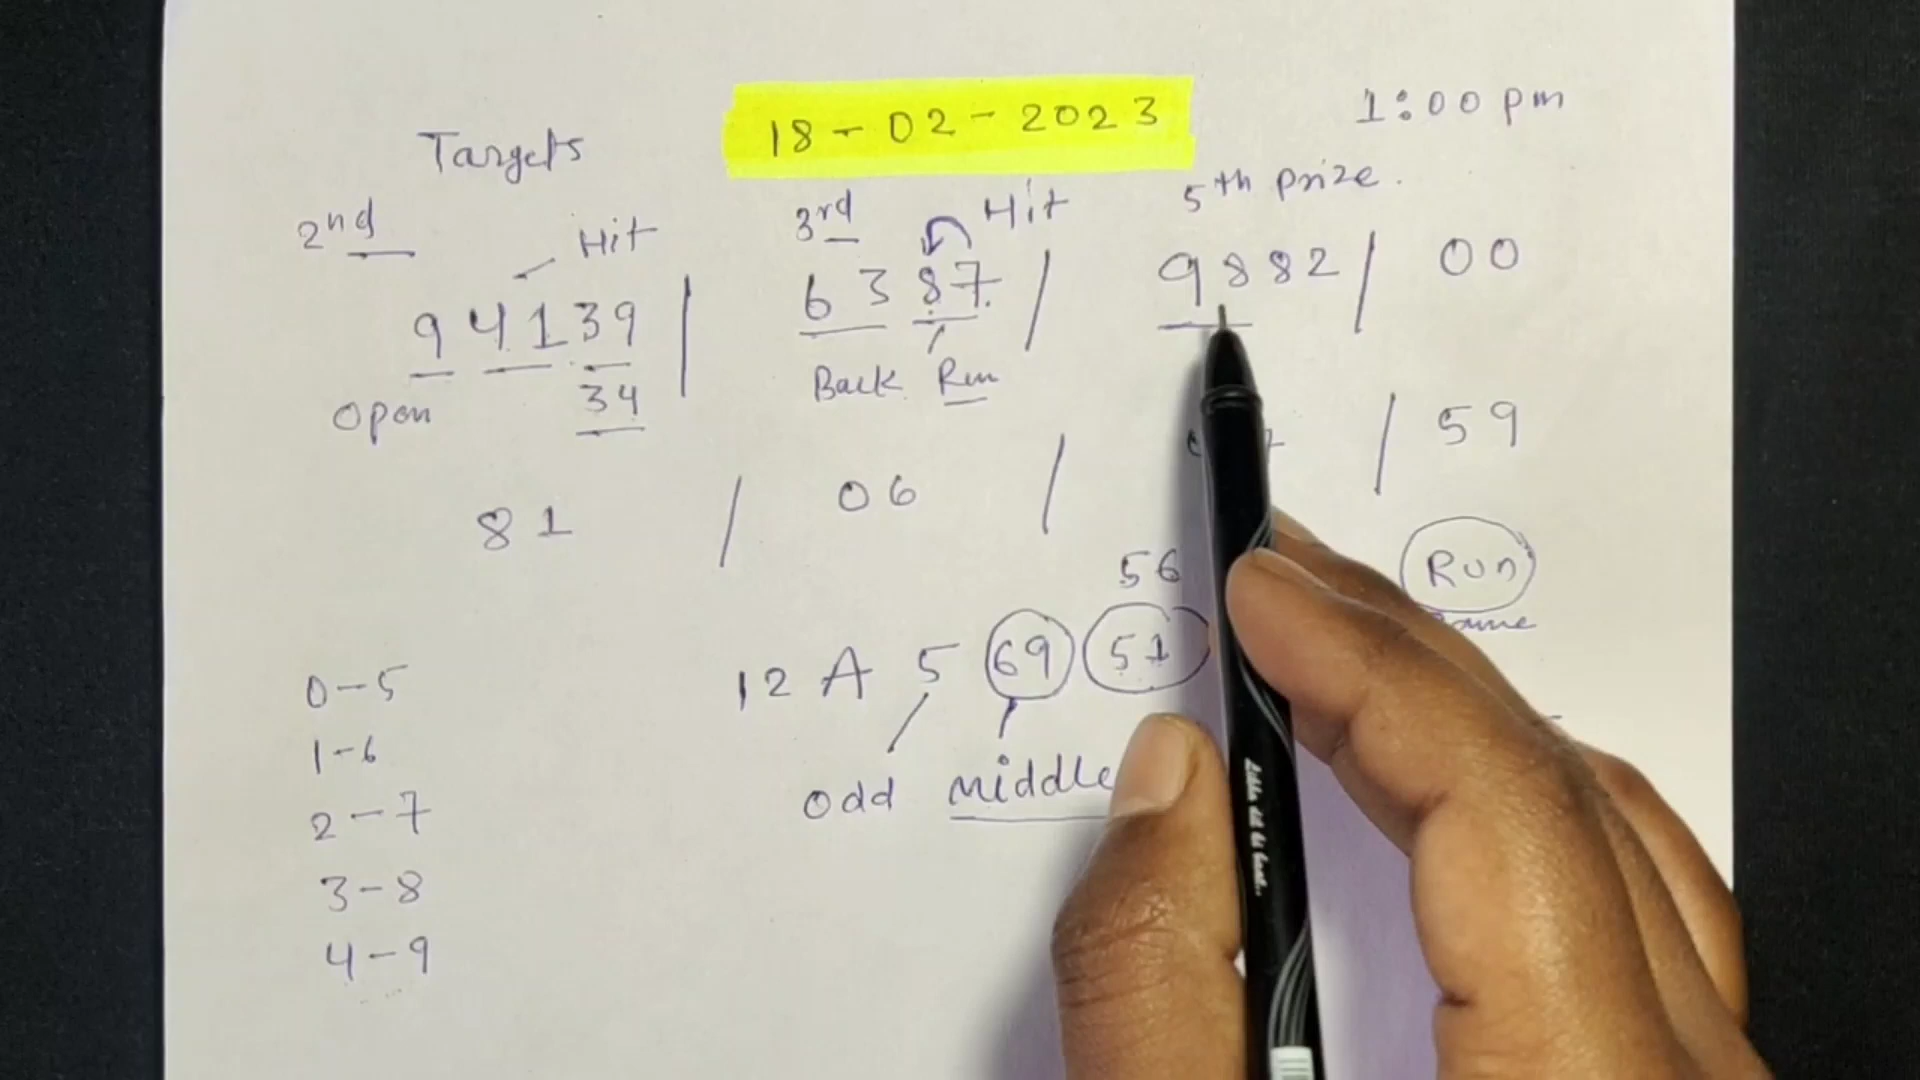 18-02-2023
1:00 pm
Targets
5th prize.
2nd
Hit
3rd
Hit
94139 / 6387. / 9882 / 00
34
Open
Back Run
81 / 06 / / 59
56
Run
12 A 5 69 51
odd middle
0-5
1-6
2-7
3-8
4-9